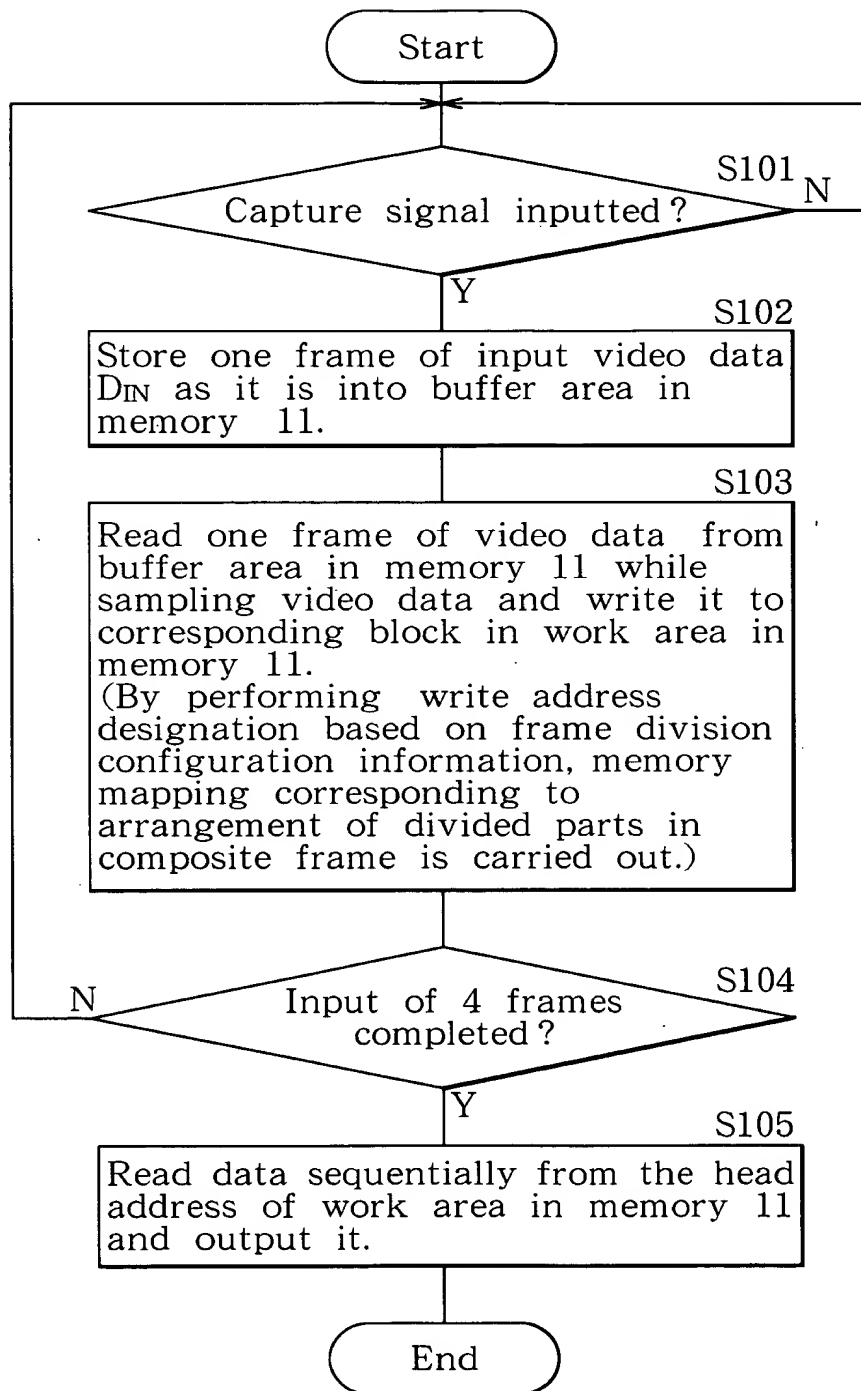 Start
S101
Capture signal inputted?
N
Y
S102
Store one frame of input video data
DIN as it is into buffer area in
memory 11.
S103
Read one frame of video data from
buffer area in memory 11 while
sampling video data and write it to
corresponding block in work area in
memory 11.
(By performing write address
designation based on frame division
configuration information, memory
mapping corresponding to
arrangement of divided parts in
composite frame is carried out.)
S104
N
Input of 4 frames
completed?
Y
S105
Read data sequentially from the head
address of work area in memory 11
and output it.
End